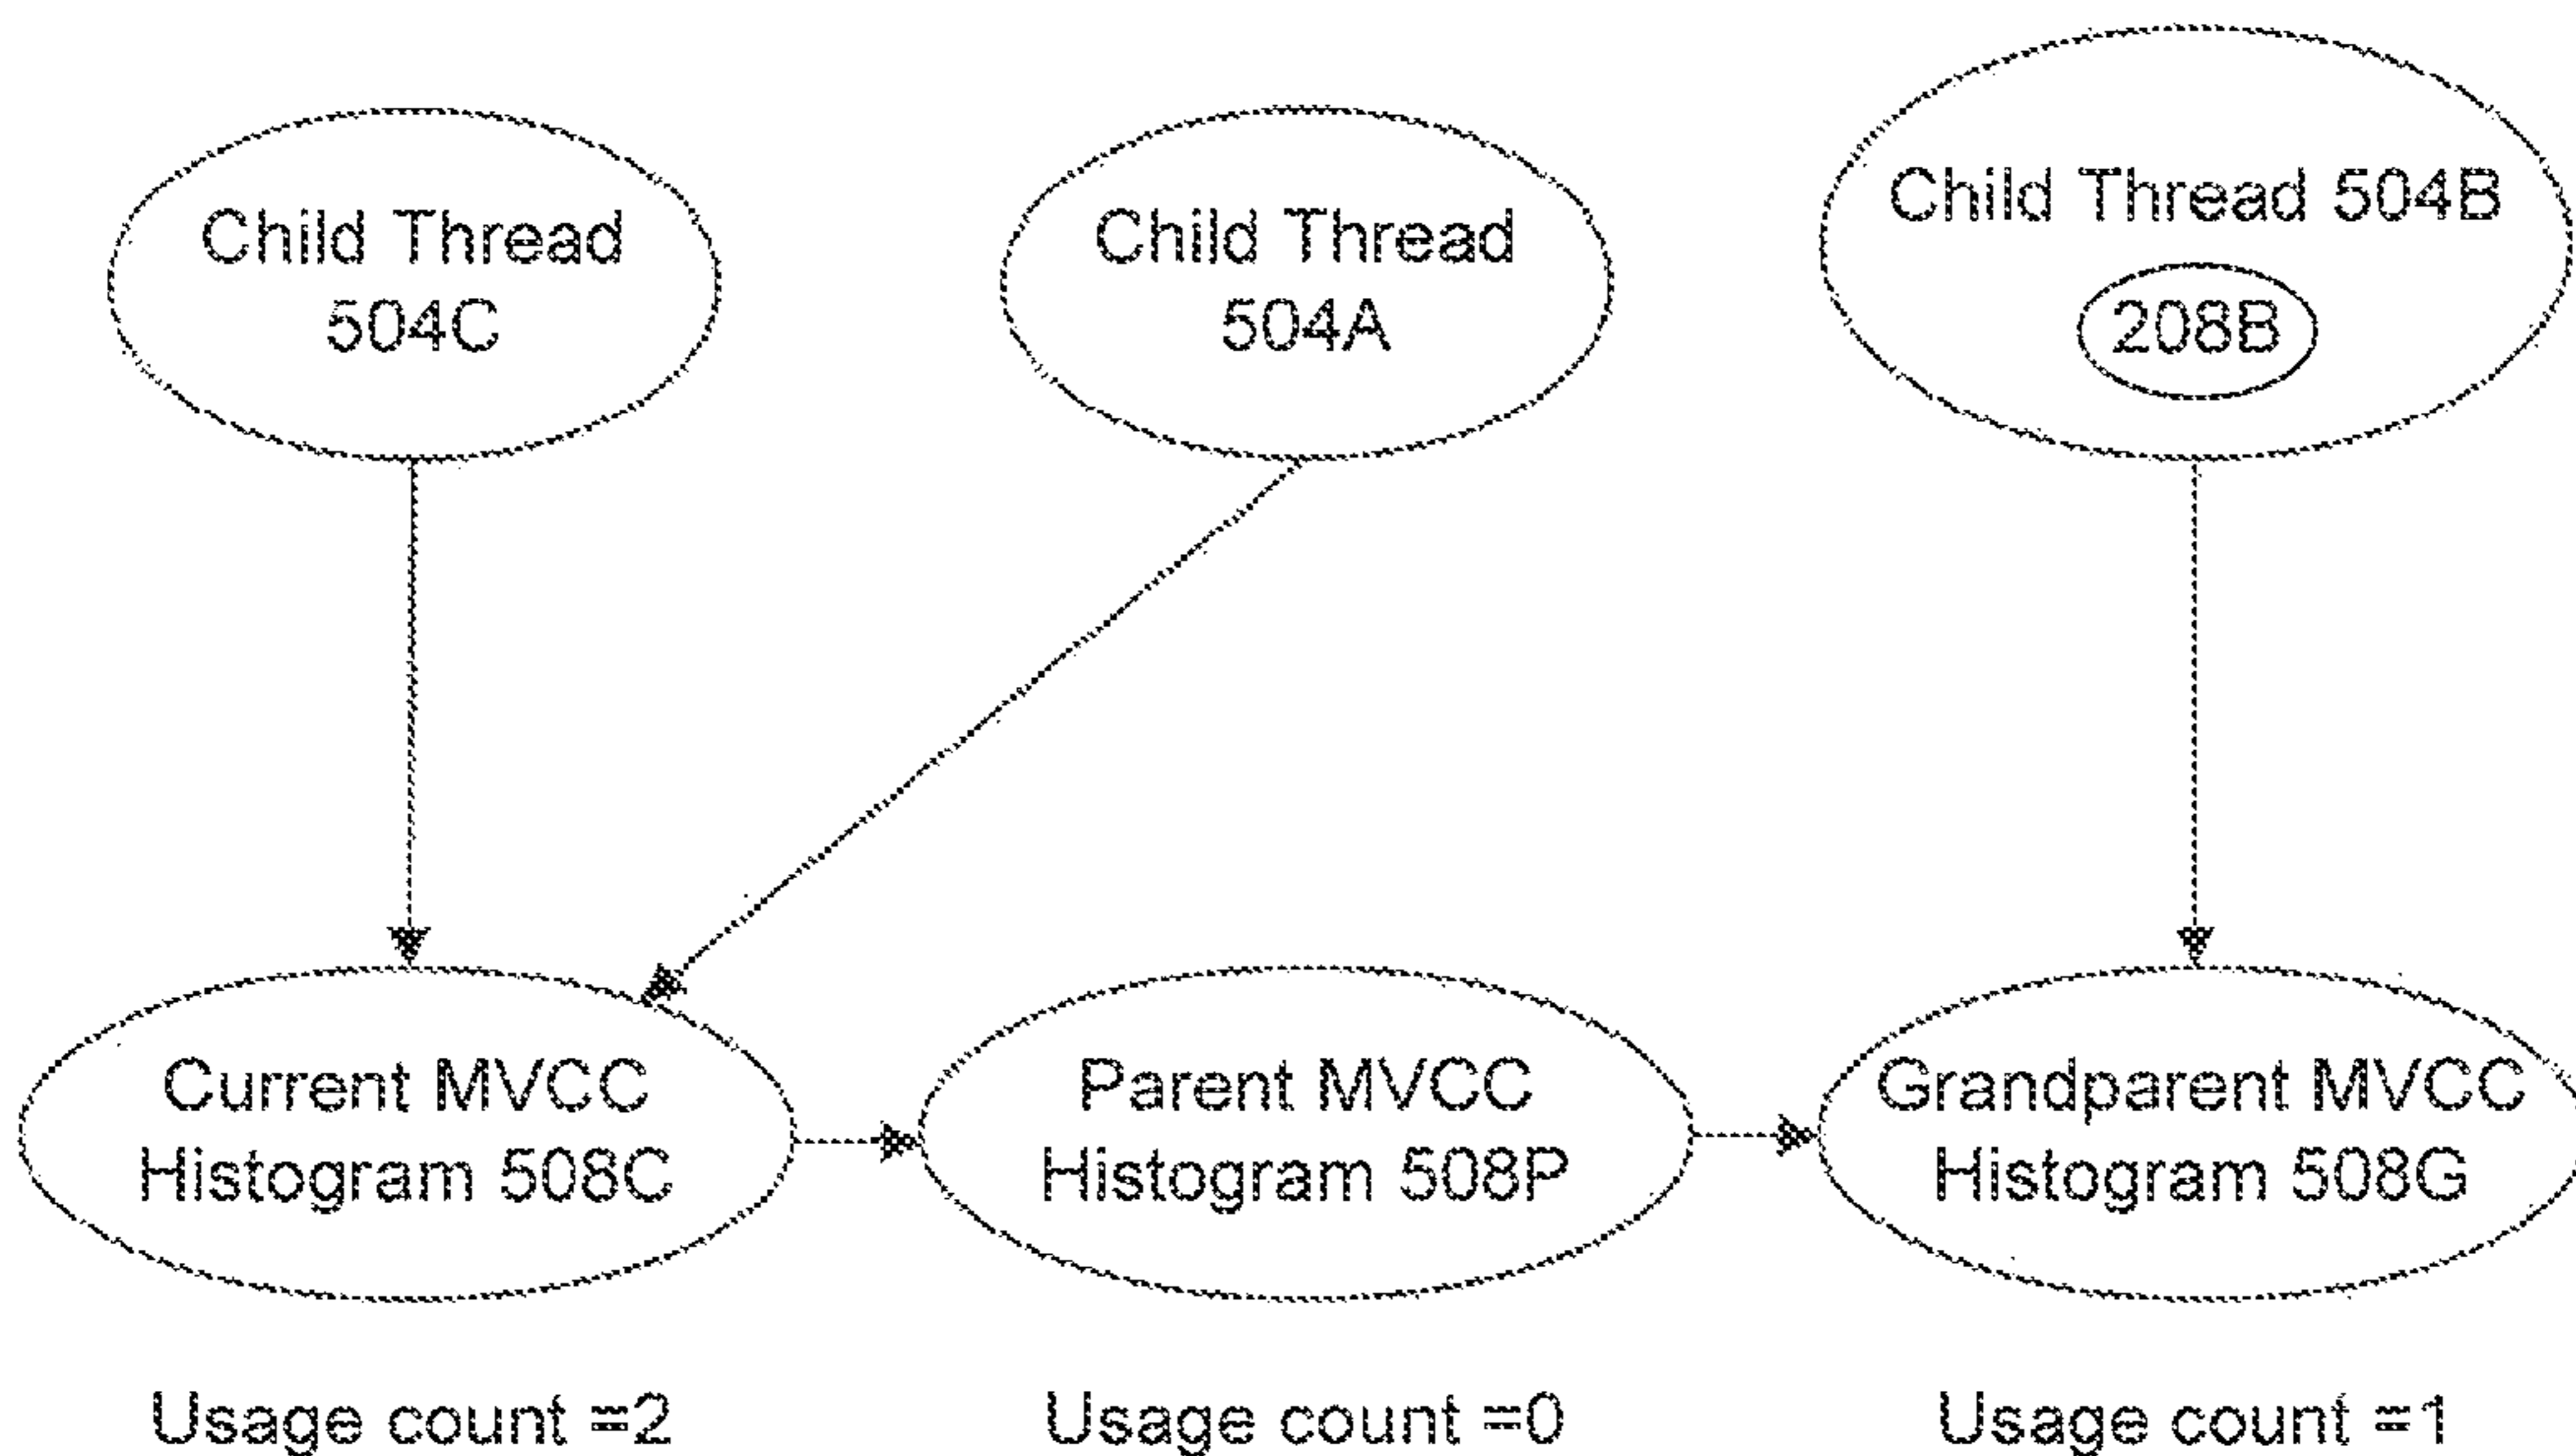 Child Thread
504C
Child Thread
504A
Child Thread 504B
208B
Current MVCC
Histogram 508C
Parent MVCC
Histogram 508P
Grandparent MVCC
Histogram 508G
Usage count =2
Usage count =0
Usage count =1